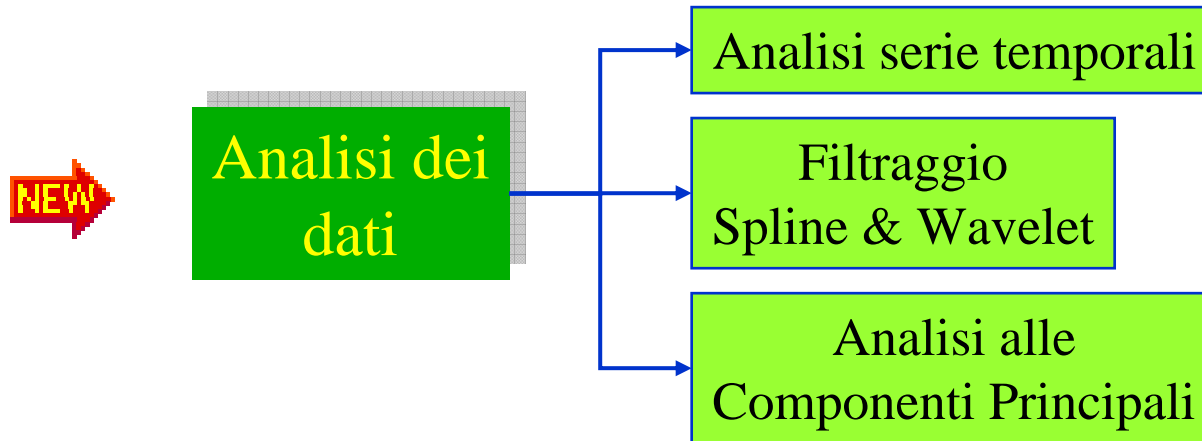 NEW
Analisi dei
dati
Analisi serie temporali
Filtraggio
Spline & Wavelet
Analisi alle
Componenti Principali